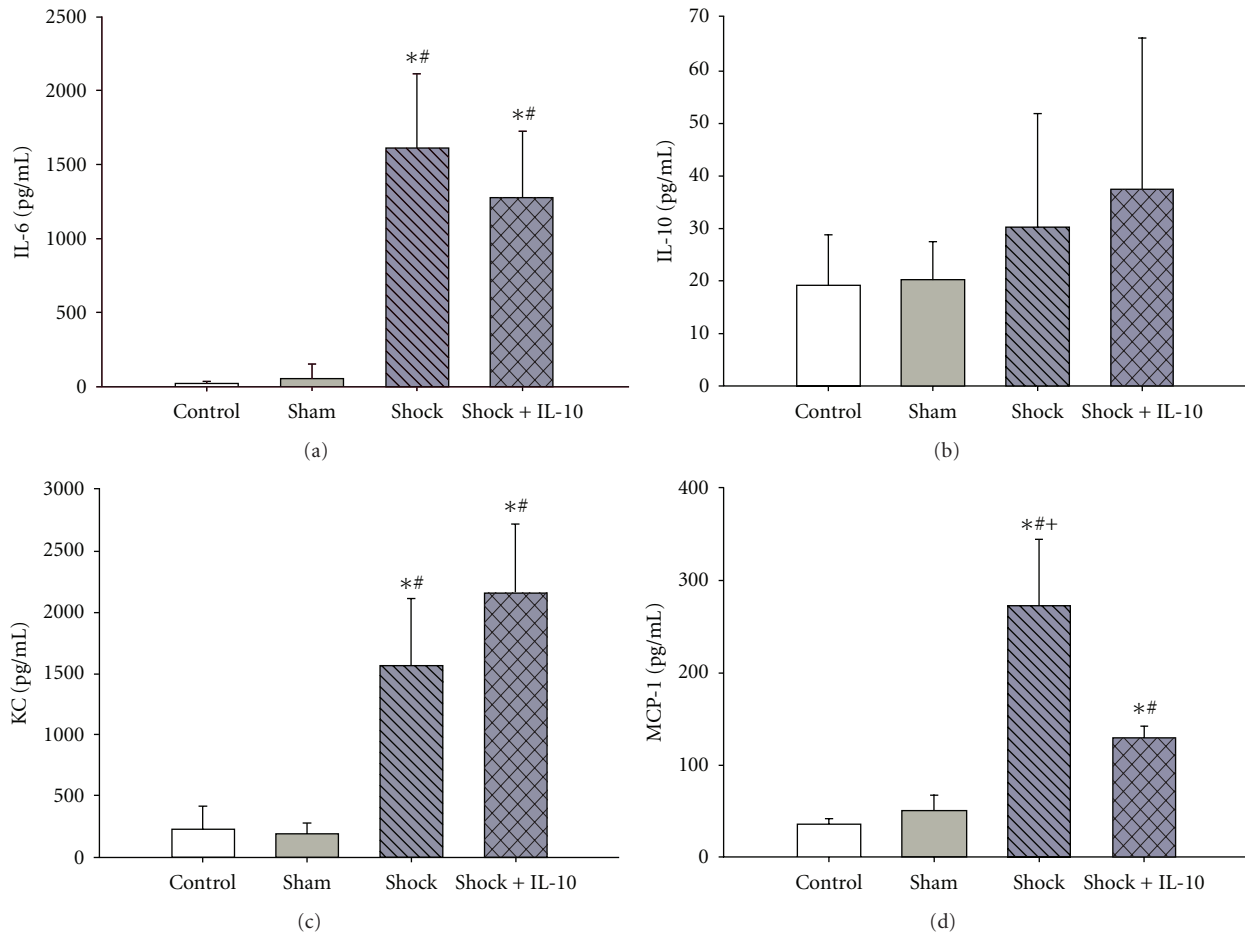 2500
2000
1500
1000
500
0
IL-6 (pg/mL)
*#
*#
Control Sham Shock Shock + IL-10
(a)
70
60
50
40
30
20
10
0
IL-10 (pg/mL)
Control Sham Shock Shock + IL-10
(b)
3000
2500
2000
1500
1000
500
0
KC (pg/mL)
*#
*#
Control Sham Shock Shock + IL-10
(c)
400
300
200
100
0
MCP-1 (pg/mL)
*#+
*#
Control Sham Shock Shock + IL-10
(d)